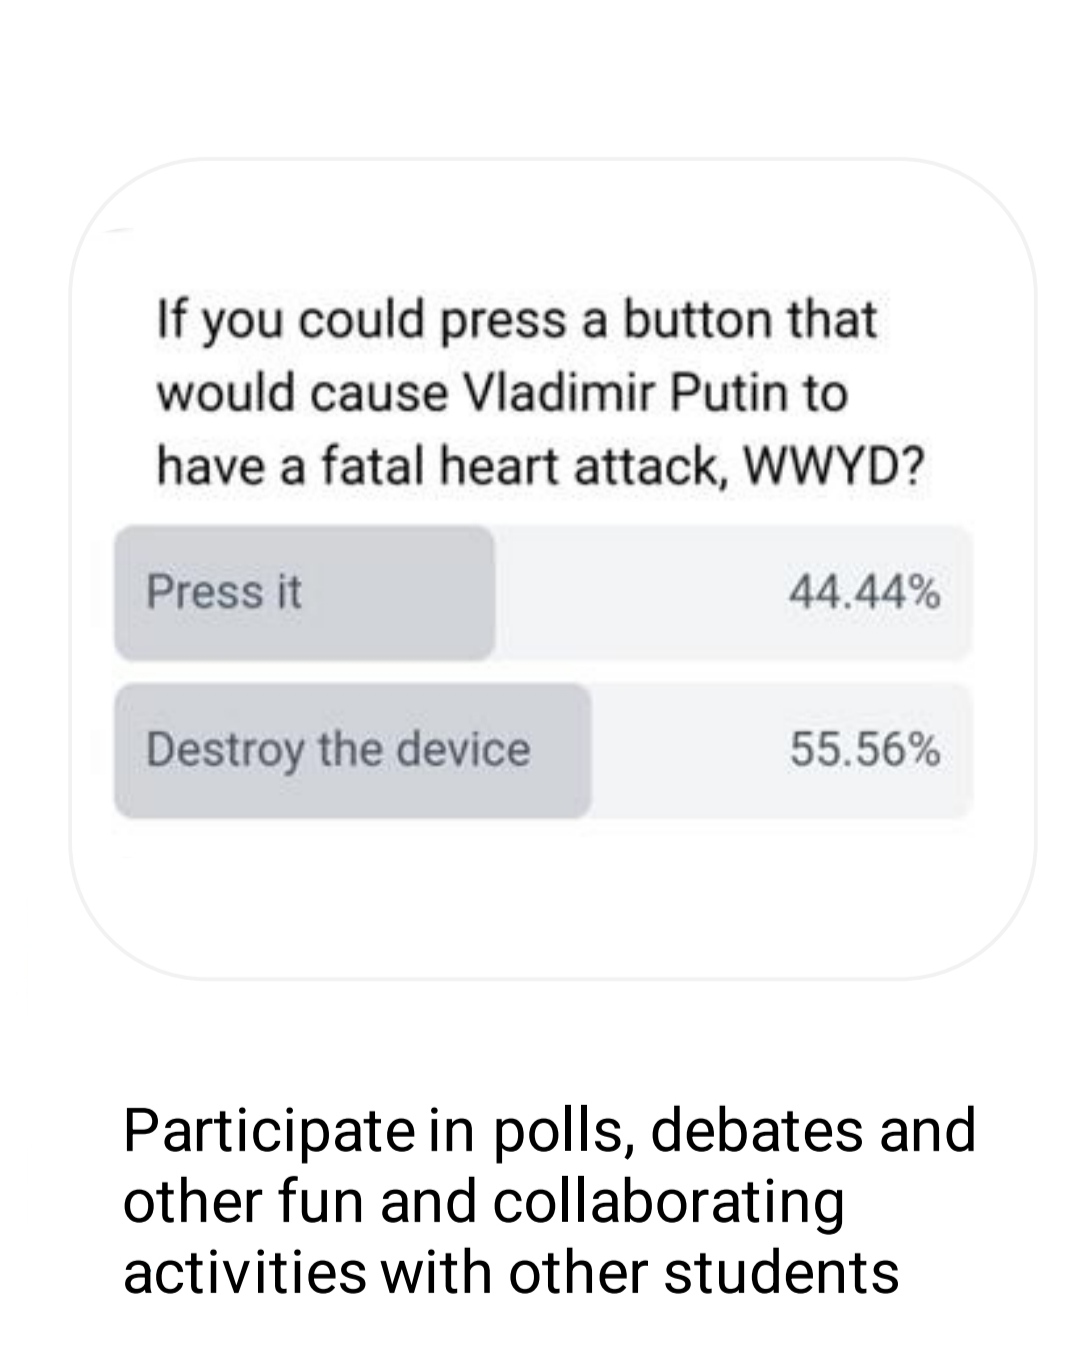 If you could press a button that
would cause Vladimir Putin to
have a fatal heart attack, WWYD?
Press it 44.44%
Destroy the device 55.56%
Participate in polls, debates and
other fun and collaborating
activities with other students